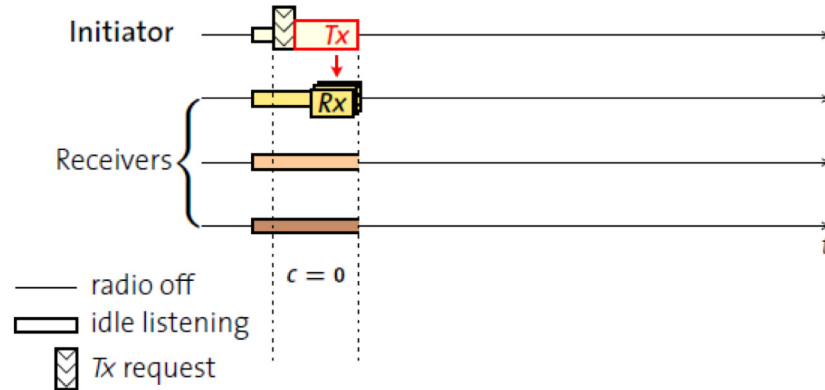 Initiator
Tx
Rx
Receivers
t
c = 0
radio off
idle listening
Tx request